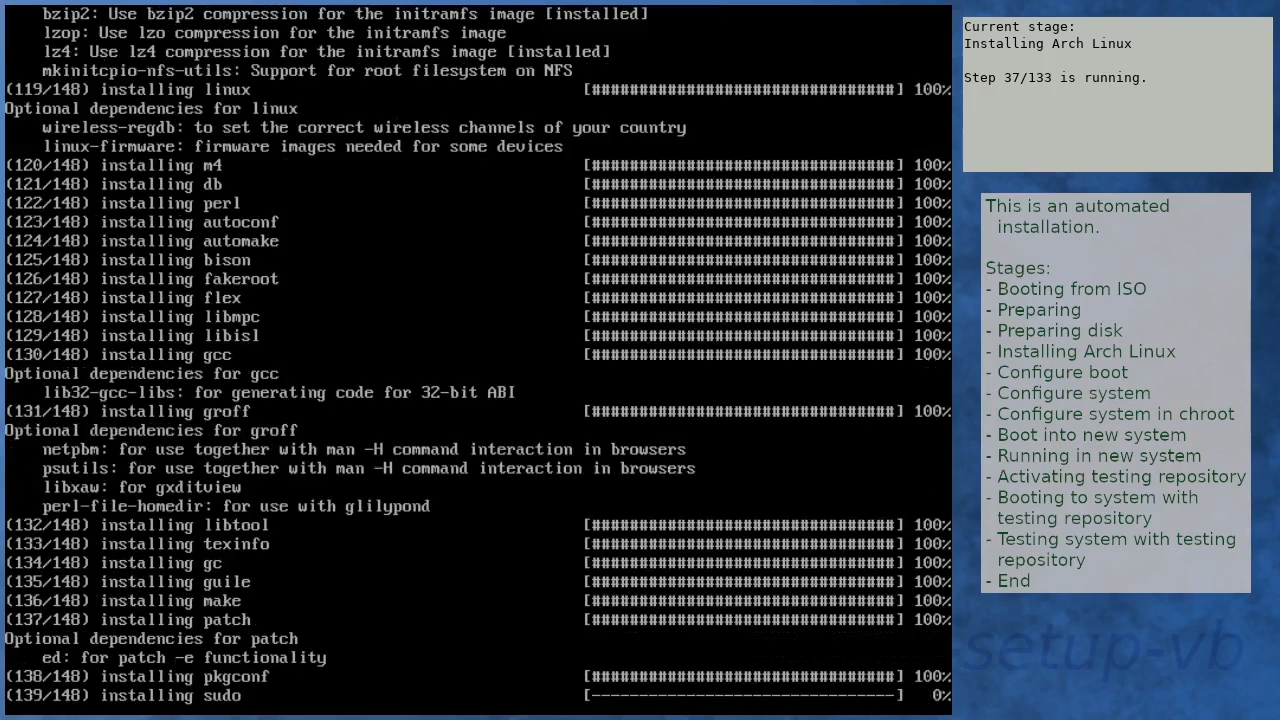 bzip2: Use bzip2 compression for the initramfs image [installed]
lzop: Use lzo compression for the initramfs image
lz4: Use lz4 compression for the initramfs image [installed]
mkinitcpio-nfs-utils: Support for root filesystem on NFS
(119/148) installing linux [################################] 100%
Optional dependencies for linux
wireless-regdb: to set the correct wireless channels of your country
linux-firmware: firmware images needed for some devices
(120/148) installing m4 [################################] 100%
(121/148) installing db [################################] 100%
(122/148) installing perl [################################] 100%
(123/148) installing autoconf [################################] 100%
(124/148) installing automake [################################] 100%
(125/148) installing bison [################################] 100%
(126/148) installing fakeroot [################################] 100%
(127/148) installing flex [################################] 100%
(128/148) installing libmpc [################################] 100%
(129/148) installing libisl [################################] 100%
(130/148) installing gcc [################################] 100%
Optional dependencies for gcc
lib32-gcc-libs: for generating code for 32-bit ABI
(131/148) installing groff [################################] 100%
Optional dependencies for groff
netpbm: for use together with man -H command interaction in browsers
psutils: for use together with man -H command interaction in browsers
libxaw: for gxditview
perl-file-homedir: for use with glilypond
(132/148) installing libtool [################################] 100%
(133/148) installing texinfo [################################] 100%
(134/148) installing gc [################################] 100%
(135/148) installing guile [################################] 100%
(136/148) installing make [################################] 100%
(137/148) installing patch [################################] 100%
Optional dependencies for patch
ed: for patch -e functionality
(138/148) installing pkgconf [################################] 100%
(139/148) installing sudo [--------------------------------] 0%
Current stage:
Installing Arch Linux
Step 37/133 is running.
This is an automated
installation.
Stages:
- Booting from ISO
- Preparing
- Preparing disk
- Installing Arch Linux
- Configure boot
- Configure system
- Configure system in chroot
- Boot into new system
- Running in new system
- Activating testing repository
- Booting to system with
testing repository
- Testing system with testing
repository
- End
setup-vb